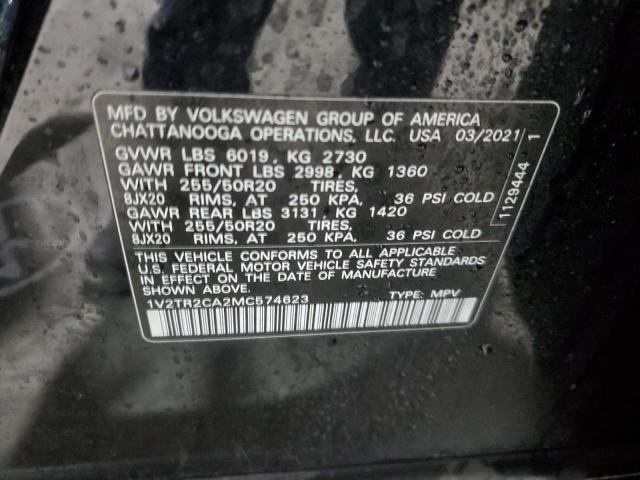 MFD BY VOLKSWAGEN GROUP OF AMERICA
CHATTANOOGA OPERATIONS, LLC. USA 03/2021
GVWR LBS 6019, KG 2730
GAWR FRONT LBS 2998, KG 1360
WITH 255/50R20 TIRES,
8JX20 RIMS, AT 250 KPA, 36 PSI COLD
GAWR REAR LBS 3131, KG 1420
WITH 255/50R20 TIRES,
8JX20 RIMS, AT 250 KPA, 36 PSI COLD
THIS VEHICLE CONFORMS TO ALL APPLICABLE
U.S. FEDERAL MOTOR VEHICLE SAFETY STANDARDS
IN EFFECT ON THE DATE OF MANUFACTURE
SHOWN ABOVE.
1V2TR2CA2MC574623 TYPE: MPV
1129444 1